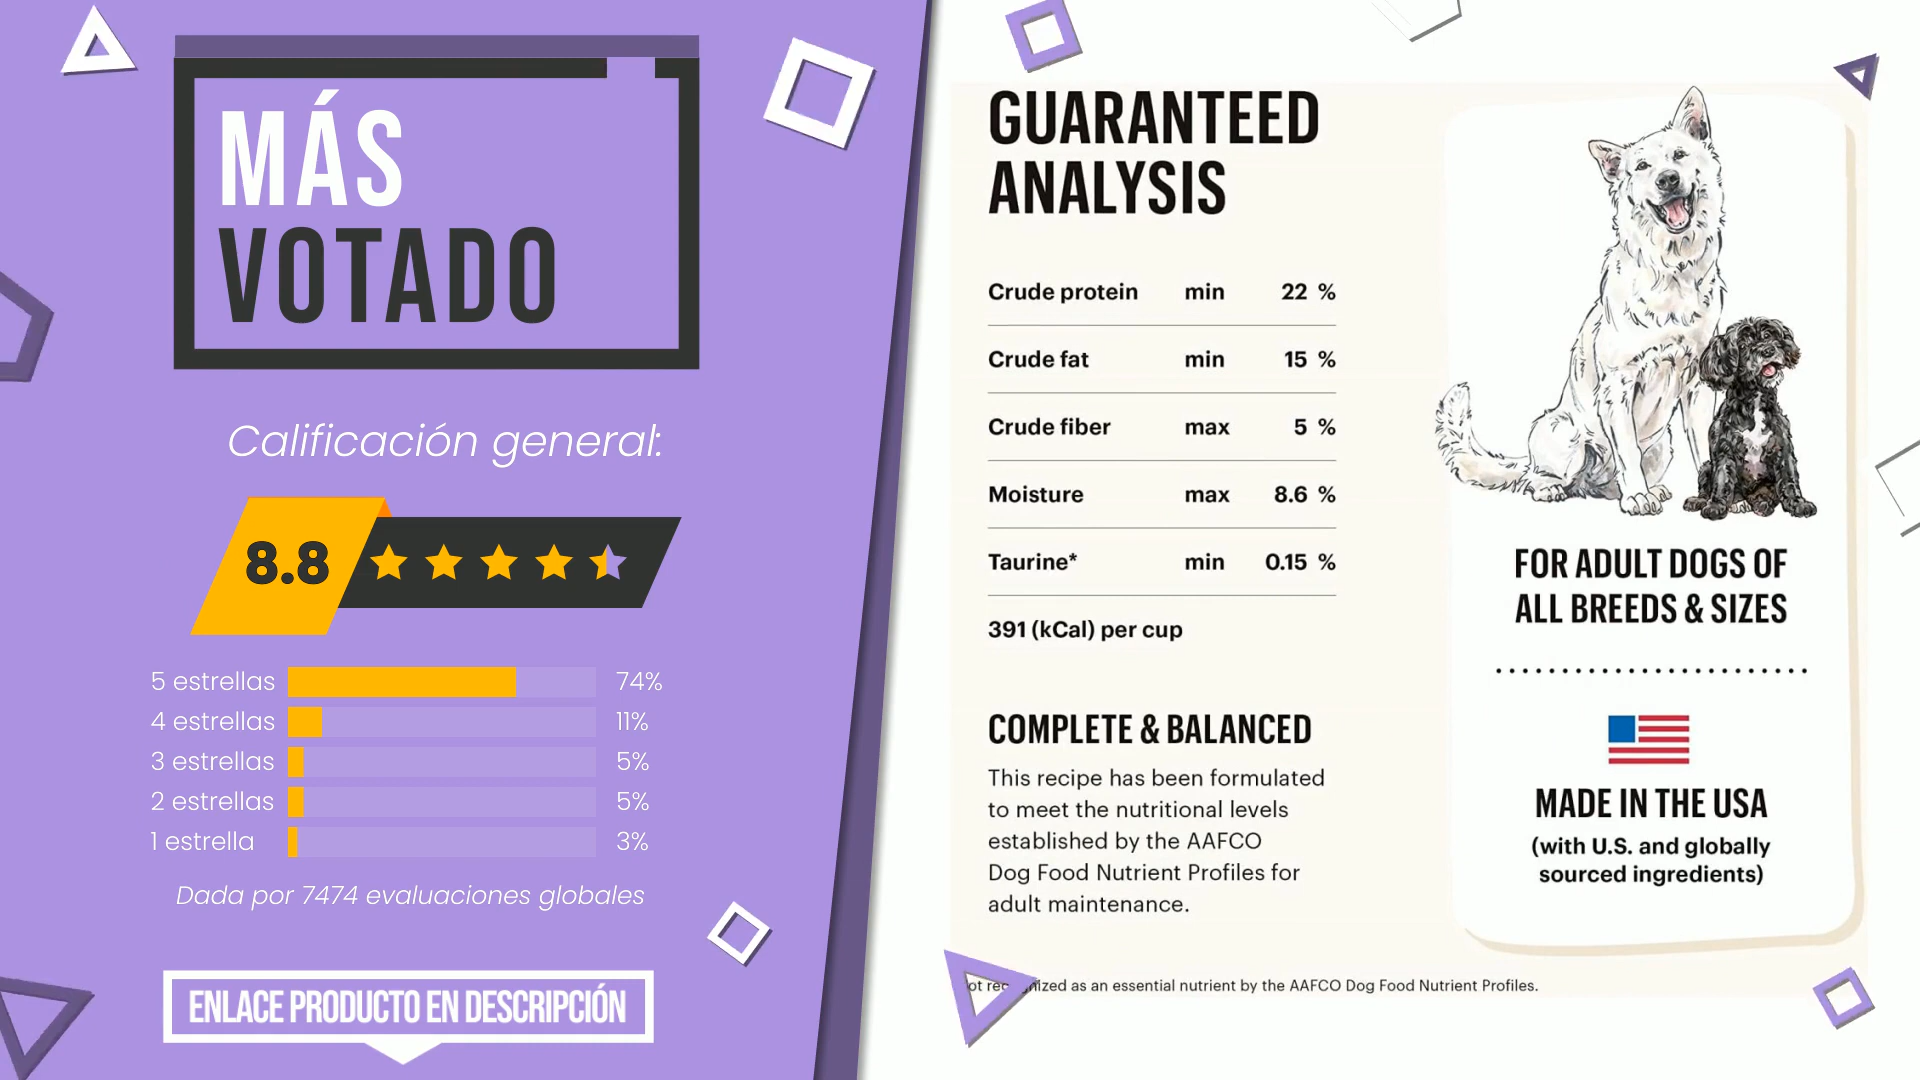 MÁS
VOTADO
Calificación general:
8.8
5 estrellas 74%
4 estrellas 11%
3 estrellas 5%
2 estrellas 5%
1 estrella 3%
Dada por 7474 evaluaciones globales
ENLACE PRODUCTO EN DESCRIPCIÓN
GUARANTEED
ANALYSIS
Crude protein min 22 %
Crude fat min 15 %
Crude fiber max 5 %
Moisture max 8.6 %
Taurine* min 0.15 %
391 (kCal) per cup
COMPLETE & BALANCED
This recipe has been formulated
to meet the nutritional levels
established by the AAFCO
Dog Food Nutrient Profiles for
adult maintenance.
as an essential nutrient by the AAFCO Dog Food Nutrient Profiles.
FOR ADULT DOGS OF
ALL BREEDS & SIZES
MADE IN THE USA
(with U.S. and globally
sourced ingredients)